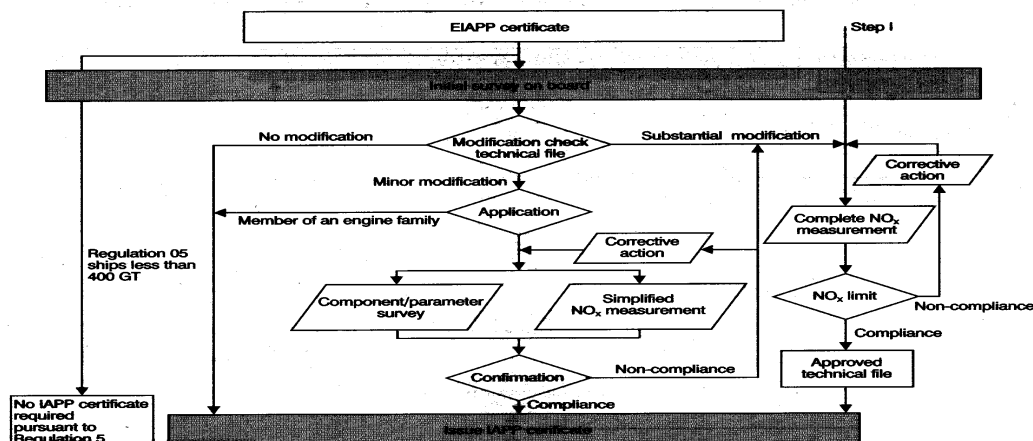 EIAPP certificate
Step I
Initial survey on board
No modification
Modification check
technical file
Substantial modification
Corrective
action
Minor modification
Member of an engine family
Application
Complete NOx
measurement
Regulation 05
ships less than
400 GT
Corrective
action
Component/parameter
survey
Simplified
NOx measurement
NOx limit
Non-compliance
Compliance
Confirmation
Non-compliance
Approved
technical file
Compliance
No IAPP certificate
required
pursuant to
Regulation 5
Issue IAPP certificate